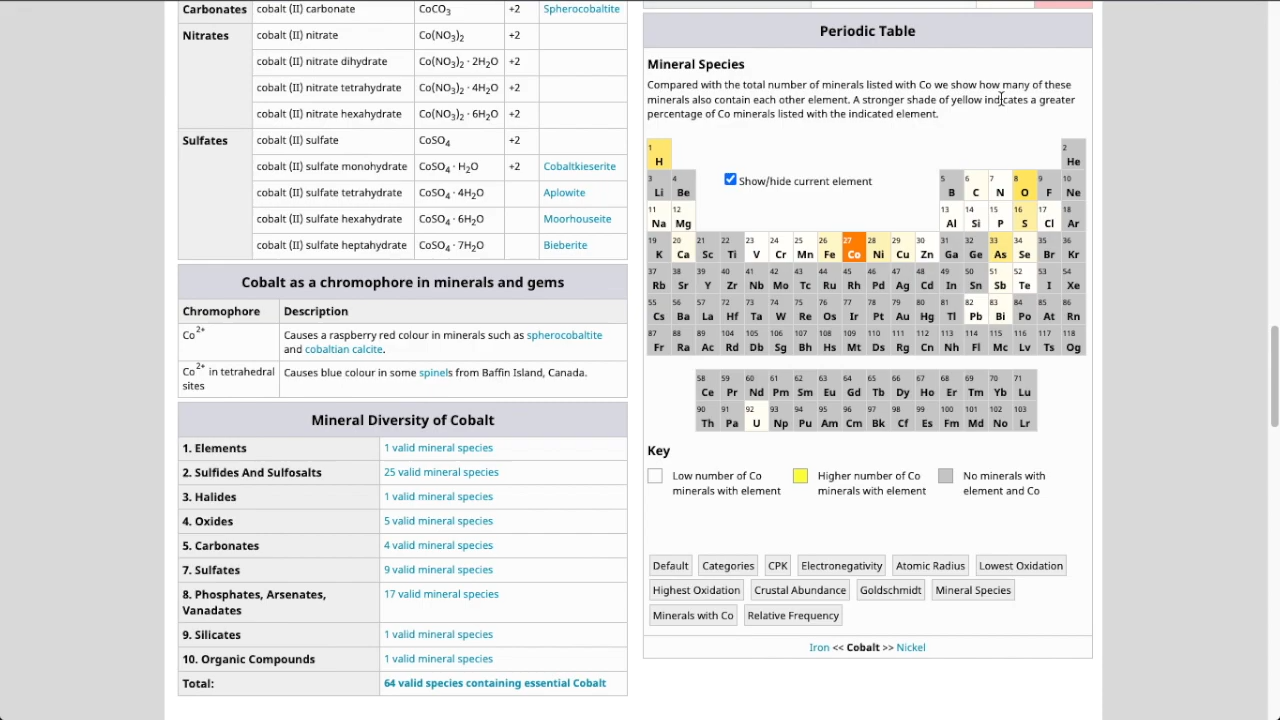 Carbonates cobalt (II) carbonate CoCO₃ +2 Spherocobaltite
Nitrates cobalt (II) nitrate Co(NO₃)₂ +2
cobalt (II) nitrate dihydrate Co(NO₃)₂ · 2H₂O +2
cobalt (II) nitrate tetrahydrate Co(NO₃)₂ · 4H₂O +2
cobalt (II) nitrate hexahydrate Co(NO₃)₂ · 6H₂O +2
Sulfates cobalt (II) sulfate CoSO₄ +2
cobalt (II) sulfate monohydrate CoSO₄ · H₂O +2 Cobaltkieserite
cobalt (II) sulfate tetrahydrate CoSO₄ · 4H₂O Aplowite
cobalt (II) sulfate hexahydrate CoSO₄ · 6H₂O Moorhouseite
cobalt (II) sulfate heptahydrate CoSO₄ · 7H₂O Bieberite
Cobalt as a chromophore in minerals and gems
Chromophore Description
Co²⁺ Causes a raspberry red colour in minerals such as spherocobaltite
and cobaltian calcite.
Co²⁺ in tetrahedral Causes blue colour in some spinels from Baffin Island, Canada.
sites
Mineral Diversity of Cobalt
1. Elements 1 valid mineral species
2. Sulfides And Sulfosalts 25 valid mineral species
3. Halides 1 valid mineral species
4. Oxides 5 valid mineral species
5. Carbonates 4 valid mineral species
7. Sulfates 9 valid mineral species
8. Phosphates, Arsenates, 17 valid mineral species
Vanadates
9. Silicates 1 valid mineral species
10. Organic Compounds 1 valid mineral species
Total: 64 valid species containing essential Cobalt
Periodic Table
Mineral Species
Compared with the total number of minerals listed with Co we show how many of these
minerals also contain each other element. A stronger shade of yellow indicates a greater
percentage of Co minerals listed with the indicated element.
1 2
H He
3 4 5 6 7 8 9 10
Li Be B C N O F Ne
Show/hide current element
11 12 13 14 15 16 17 18
Na Mg Al Si P S Cl Ar
19 20 21 22 23 24 25 26 27 28 29 30 31 32 33 34 35 36
K Ca Sc Ti V Cr Mn Fe Co Ni Cu Zn Ga Ge As Se Br Kr
37 38 39 40 41 42 43 44 45 46 47 48 49 50 51 52 53 54
Rb Sr Y Zr Nb Mo Tc Ru Rh Pd Ag Cd In Sn Sb Te I Xe
55 56 57 72 73 74 75 76 77 78 79 80 81 82 83 84 85 86
Cs Ba La Hf Ta W Re Os Ir Pt Au Hg Tl Pb Bi Po At Rn
87 88 89 104 105 106 107 108 109 110 111 112 113 114 115 116 117 118
Fr Ra Ac Rd Db Sg Bh Hs Mt Ds Rg Cn Nh Fl Mc Lv Ts Og
58 59 60 61 62 63 64 65 66 67 68 69 70 71
Ce Pr Nd Pm Sm Eu Gd Tb Dy Ho Er Tm Yb Lu
90 91 92 93 94 95 96 97 98 99 100 101 102 103
Th Pa U Np Pu Am Cm Bk Cf Es Fm Md No Lr
Key
Low number of Co Higher number of Co No minerals with
minerals with element minerals with element element and Co
Default Categories CPK Electronegativity Atomic Radius Lowest Oxidation
Highest Oxidation Crustal Abundance Goldschmidt Mineral Species
Minerals with Co Relative Frequency
Iron << Cobalt >> Nickel